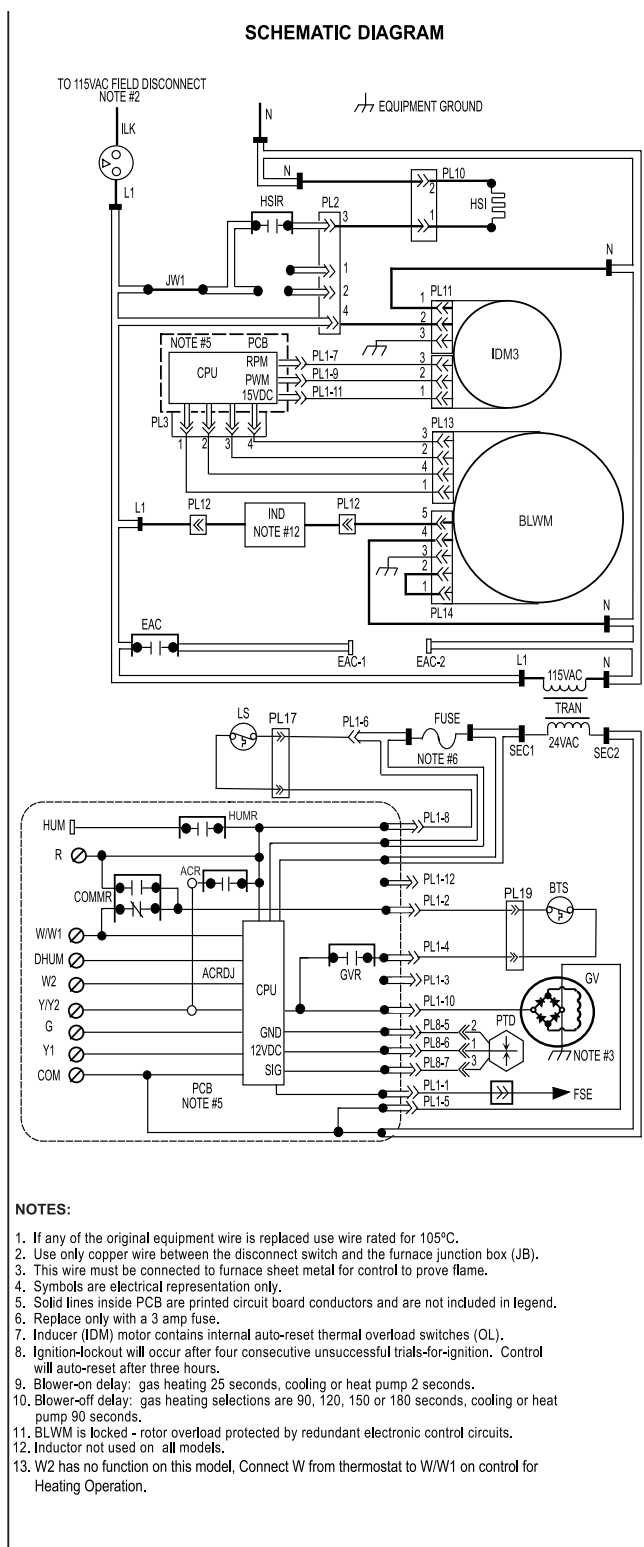 SCHEMATIC DIAGRAM
TO 115VAC FIELD DISCONNECT
NOTE #2
N
EQUIPMENT GROUND
ILK
L1
N
PL10
2
HSI
1
HSIR
PL2
3
1
2
4
JW1
N
PL11
1
2
3
IDM3
3
2
1
NOTE #5
PCB
CPU
RPM
PWM
15VDC
PL1-7
PL1-9
PL1-11
PL3
1
2
3
4
PL13
3
2
4
1
BLWM
L1
PL12
IND
NOTE #12
PL12
5
4
3
2
1
PL14
N
EAC
EAC-1
EAC-2
L1
115VAC
N
TRAN
24VAC
SEC1
SEC2
LS
PL17
PL1-6
FUSE
NOTE #6
HUM
HUMR
PL1-8
R
ACR
PL1-12
COMMR
PL1-2
PL19
BTS
W/W1
DHUM
ACRDJ
CPU
GVR
PL1-4
W2
PL1-3
GV
Y/Y2
PL1-10
PTD
G
GND
PL8-5
2
Y1
12VDC
PL8-6
1
NOTE #3
COM
SIG
PL8-7
3
PCB
NOTE #5
PL1-1
FSE
PL1-5
NOTES:
1. If any of the original equipment wire is replaced use wire rated for 105ºC.
2. Use only copper wire between the disconnect switch and the furnace junction box (JB).
3. This wire must be connected to furnace sheet metal for control to prove flame.
4. Symbols are electrical representation only.
5. Solid lines inside PCB are printed circuit board conductors and are not included in legend.
6. Replace only with a 3 amp fuse.
7. Inducer (IDM) motor contains internal auto-reset thermal overload switches (OL).
8. Ignition-lockout will occur after four consecutive unsuccessful trials-for-ignition. Control
will auto-reset after three hours.
9. Blower-on delay: gas heating 25 seconds, cooling or heat pump 2 seconds.
10. Blower-off delay: gas heating selections are 90, 120, 150 or 180 seconds, cooling or heat
pump 90 seconds.
11. BLWM is locked - rotor overload protected by redundant electronic control circuits.
12. Inductor not used on all models.
13. W2 has no function on this model, Connect W from thermostat to W/W1 on control for
Heating Operation.